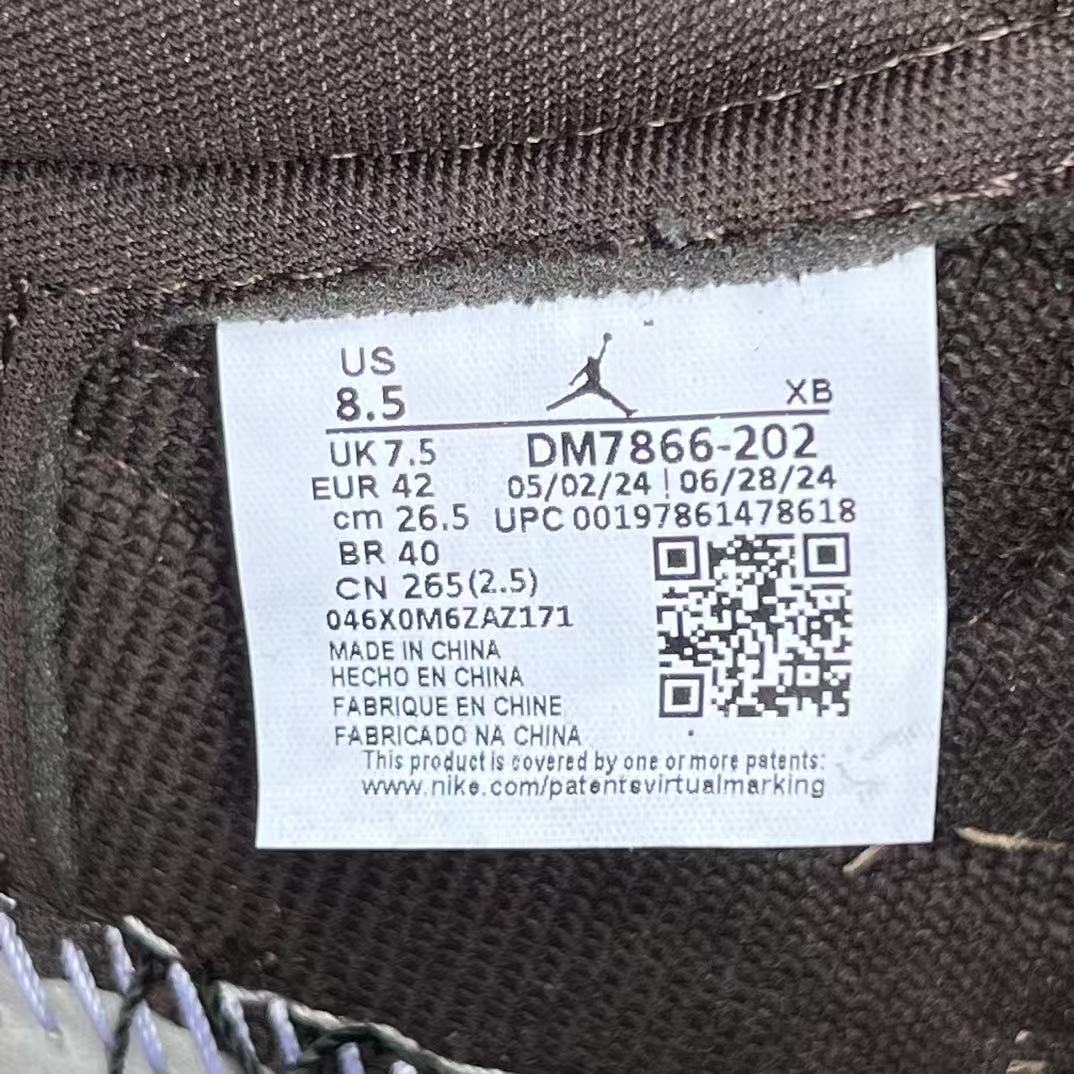 US
8.5 XB
UK 7.5 DM7866-202
EUR 42 05/02/24 | 06/28/24
cm 26.5 UPC 00197861478618
BR 40
CN 265(2.5)
046X0M6ZAZ171
MADE IN CHINA
HECHO EN CHINA
FABRIQUE EN CHINE
FABRICADO NA CHINA
This product is covered by one or more patents:
www.nike.com/patentsvirtualmarking